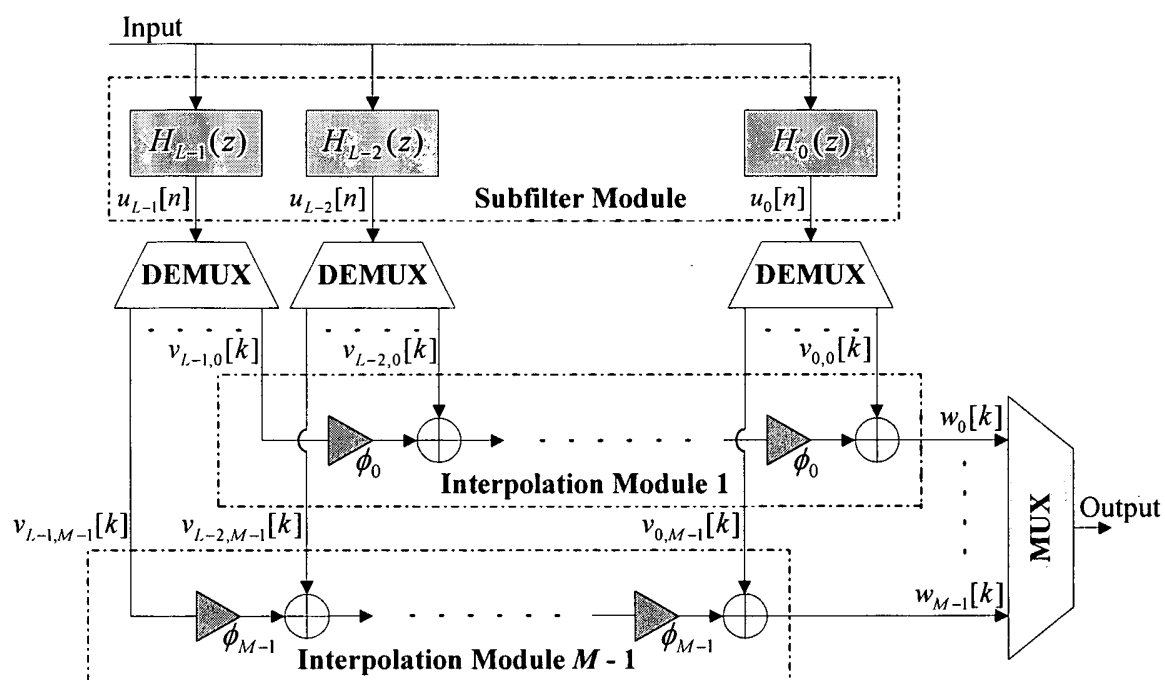 Input
H_{L-1}(z) H_{L-2}(z) H_0(z)
u_{L-1}[n] u_{L-2}[n] Subfilter Module u_0[n]
DEMUX DEMUX DEMUX
v_{L-1,0}[k] v_{L-2,0}[k] v_{0,0}[k]
w_0[k]
ϕ_0 ϕ_0
Interpolation Module 1
v_{L-1,M-1}[k] v_{L-2,M-1}[k] v_{0,M-1}[k]
MUX Output
w_{M-1}[k]
ϕ_{M-1} ϕ_{M-1}
Interpolation Module M - 1